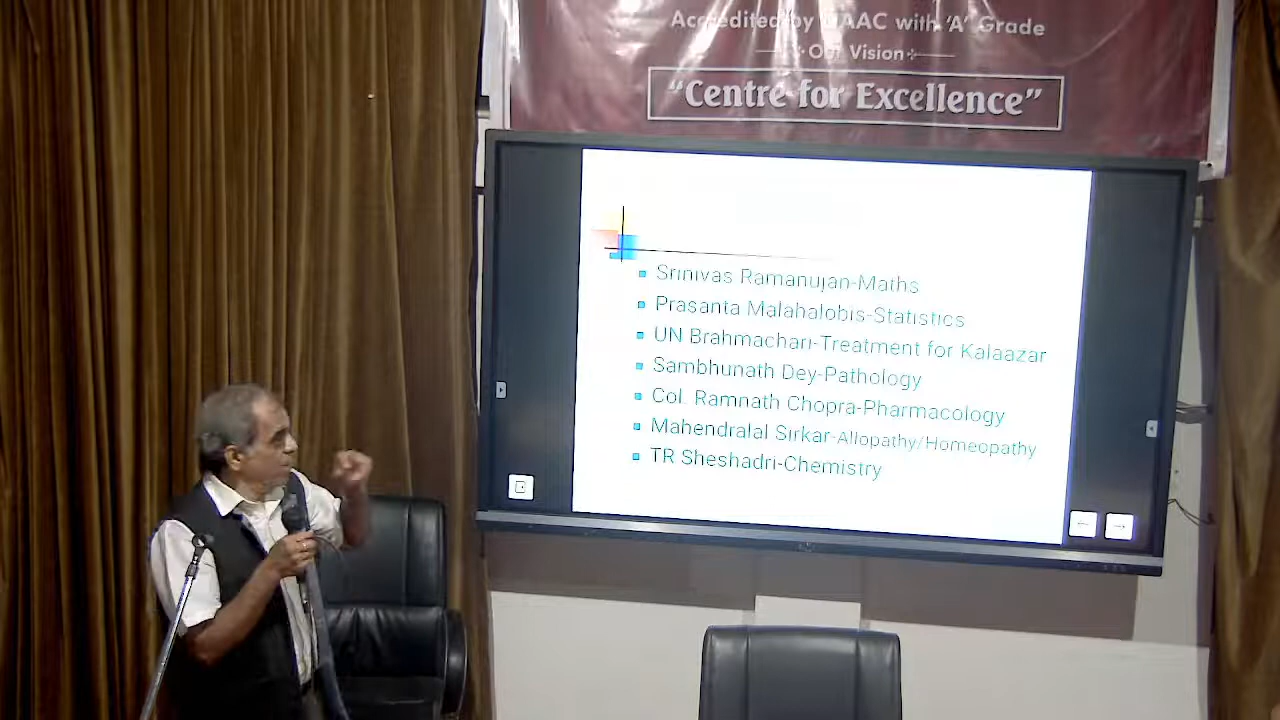 Accredited by NAAC with 'A' Grade
Our Vision
"Centre for Excellence"
Srinivas Ramanujan-Maths
Prasanta Malahalobis-Statistics
UN Brahmachari-Treatment for Kalaazar
Sambhunath Dey-Pathology
Col. Ramnath Chopra-Pharmacology
Mahendralal Sirkar-Allopathy/Homeopathy
TR Sheshadri-Chemistry